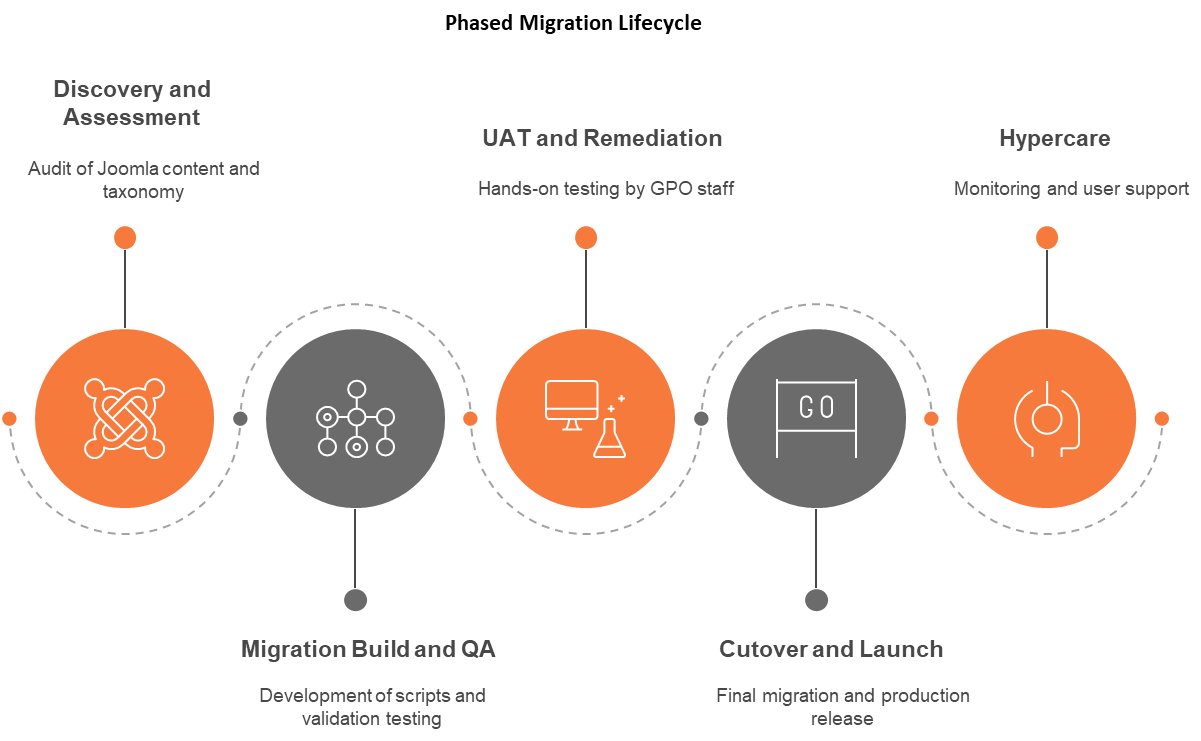 Phased Migration Lifecycle
Discovery and
Assessment
Audit of Joomla content and
taxonomy
UAT and Remediation
Hands-on testing by GPO staff
Hypercare
Monitoring and user support
GO
Migration Build and QA
Development of scripts and
validation testing
Cutover and Launch
Final migration and production
release